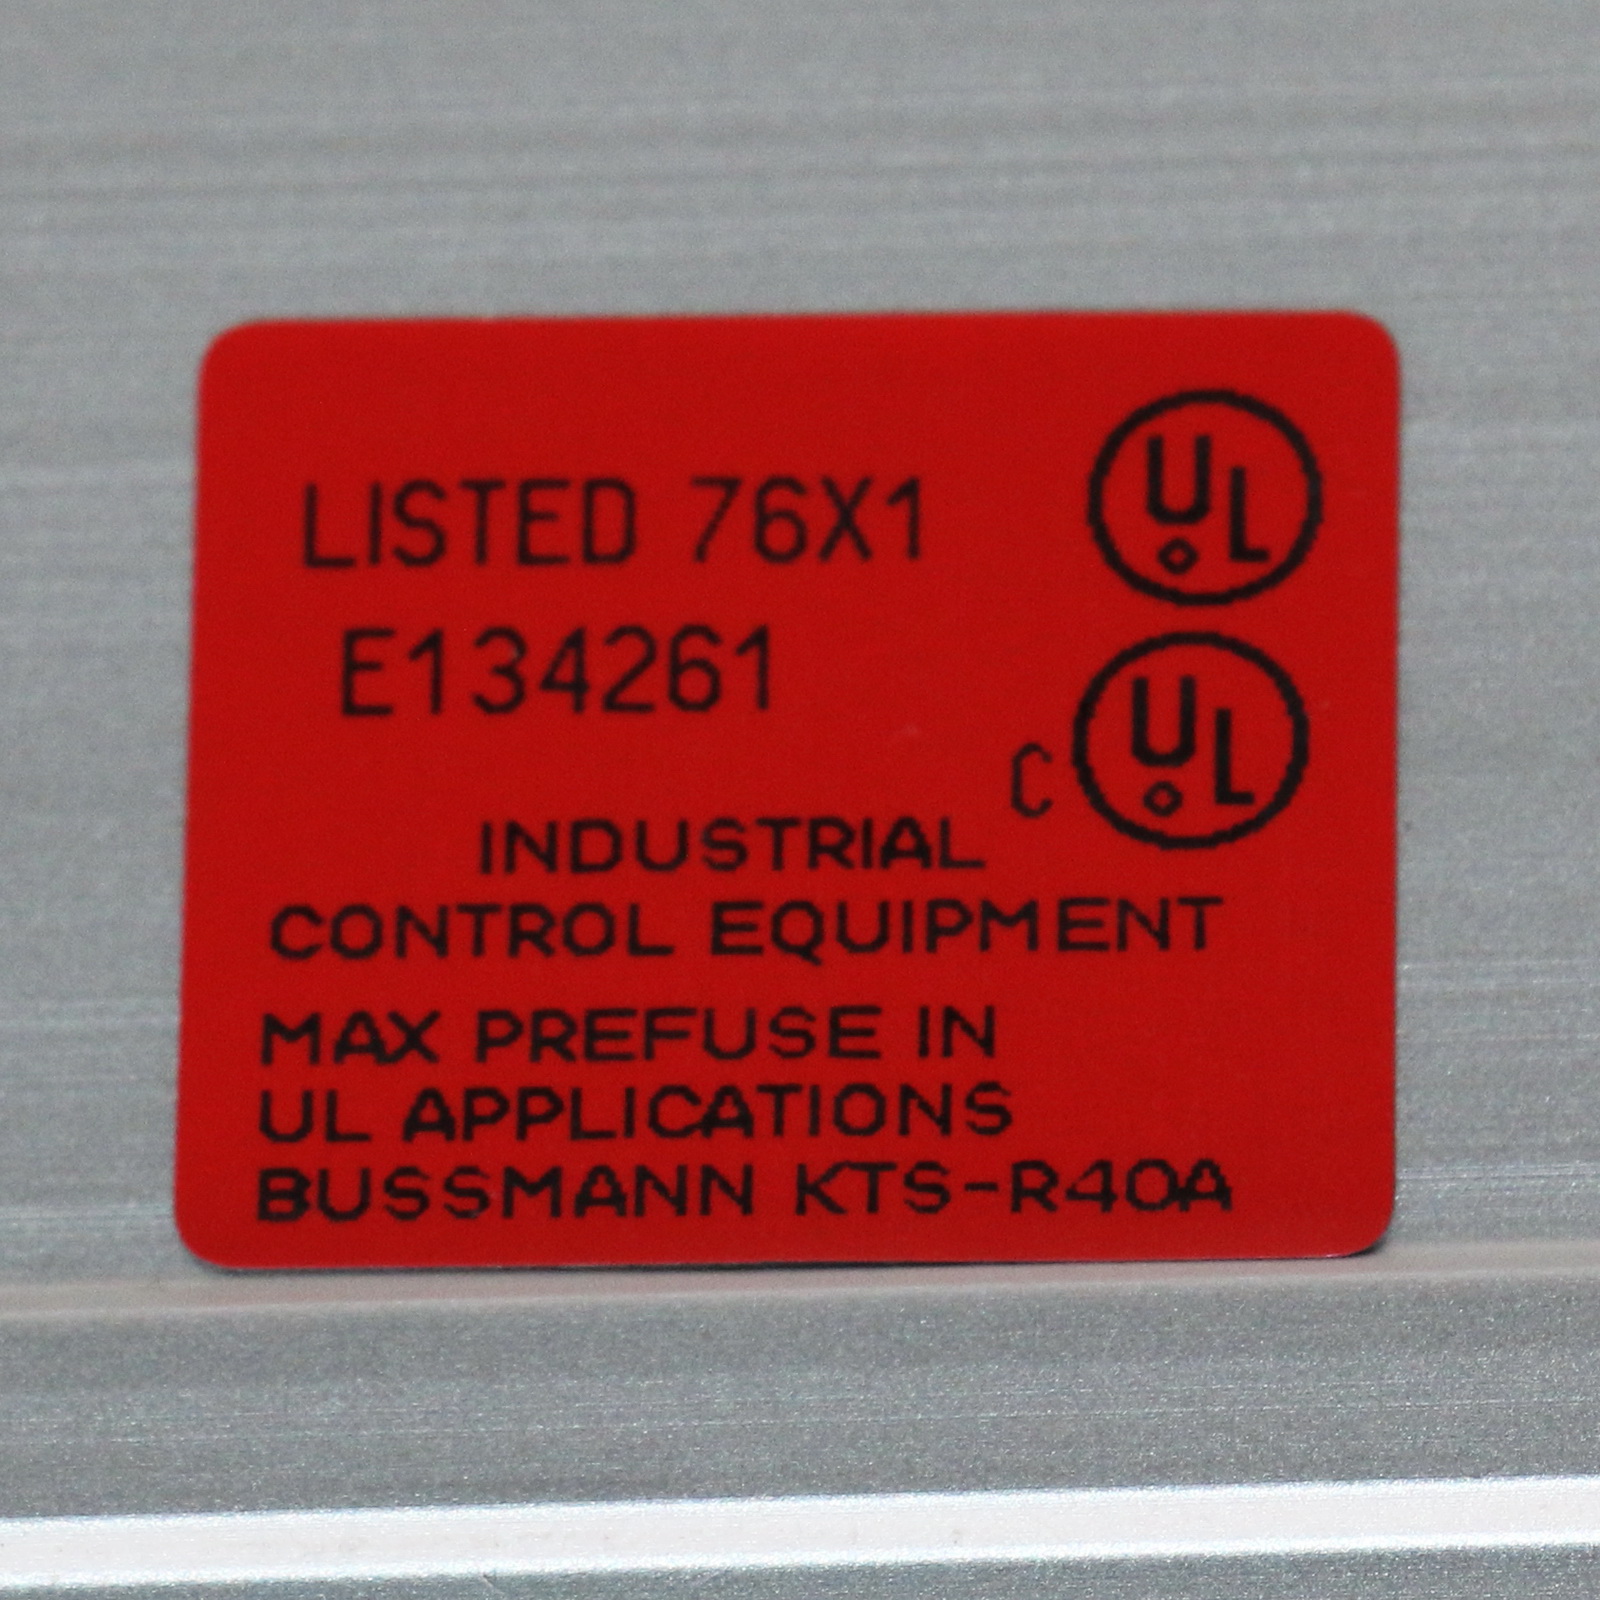 LISTED 76X1
UL
E134261
C UL
INDUSTRIAL
CONTROL EQUIPMENT
MAX PREFUSE IN
UL APPLICATIONS
BUSSMANN KTS-R40A